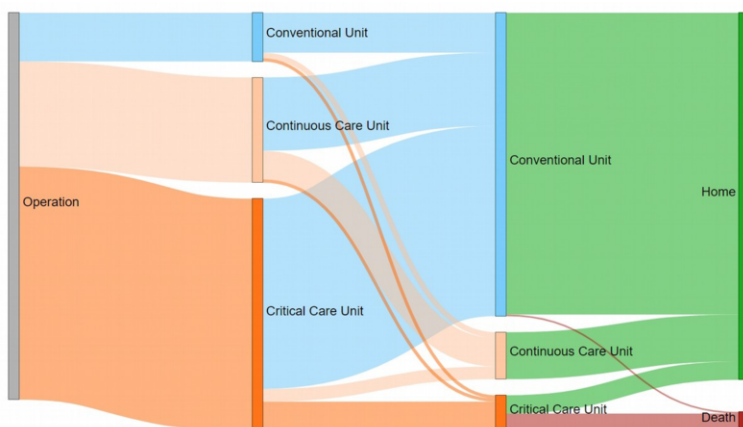 Operation
Conventional Unit
Continuous Care Unit
Critical Care Unit
Conventional Unit
Continuous Care Unit
Critical Care Unit
Home
Death